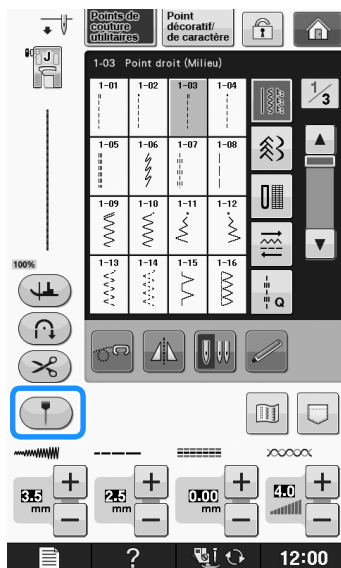 Points de couture utilitaires
Point décoratif/ de caractère
J
1-03 Point droit (Milieu)
1/3
1-01 1-02 1-03 1-04
1-05 1-06 1-07 1-08
1-09 1-10 1-11 1-12
1-13 1-14 1-15 1-16
100%
Q
3.5 mm
2.5 mm
0.00 mm
4.0
?
12:00